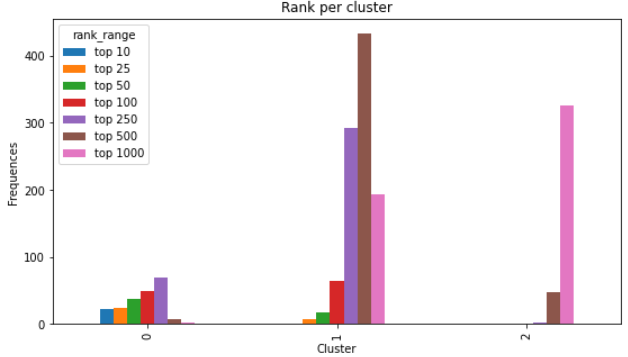 Rank per cluster
rank_range
top 10
top 25
top 50
top 100
top 250
top 500
top 1000
400
300
200
100
0
Frequences
0
1
2
Cluster